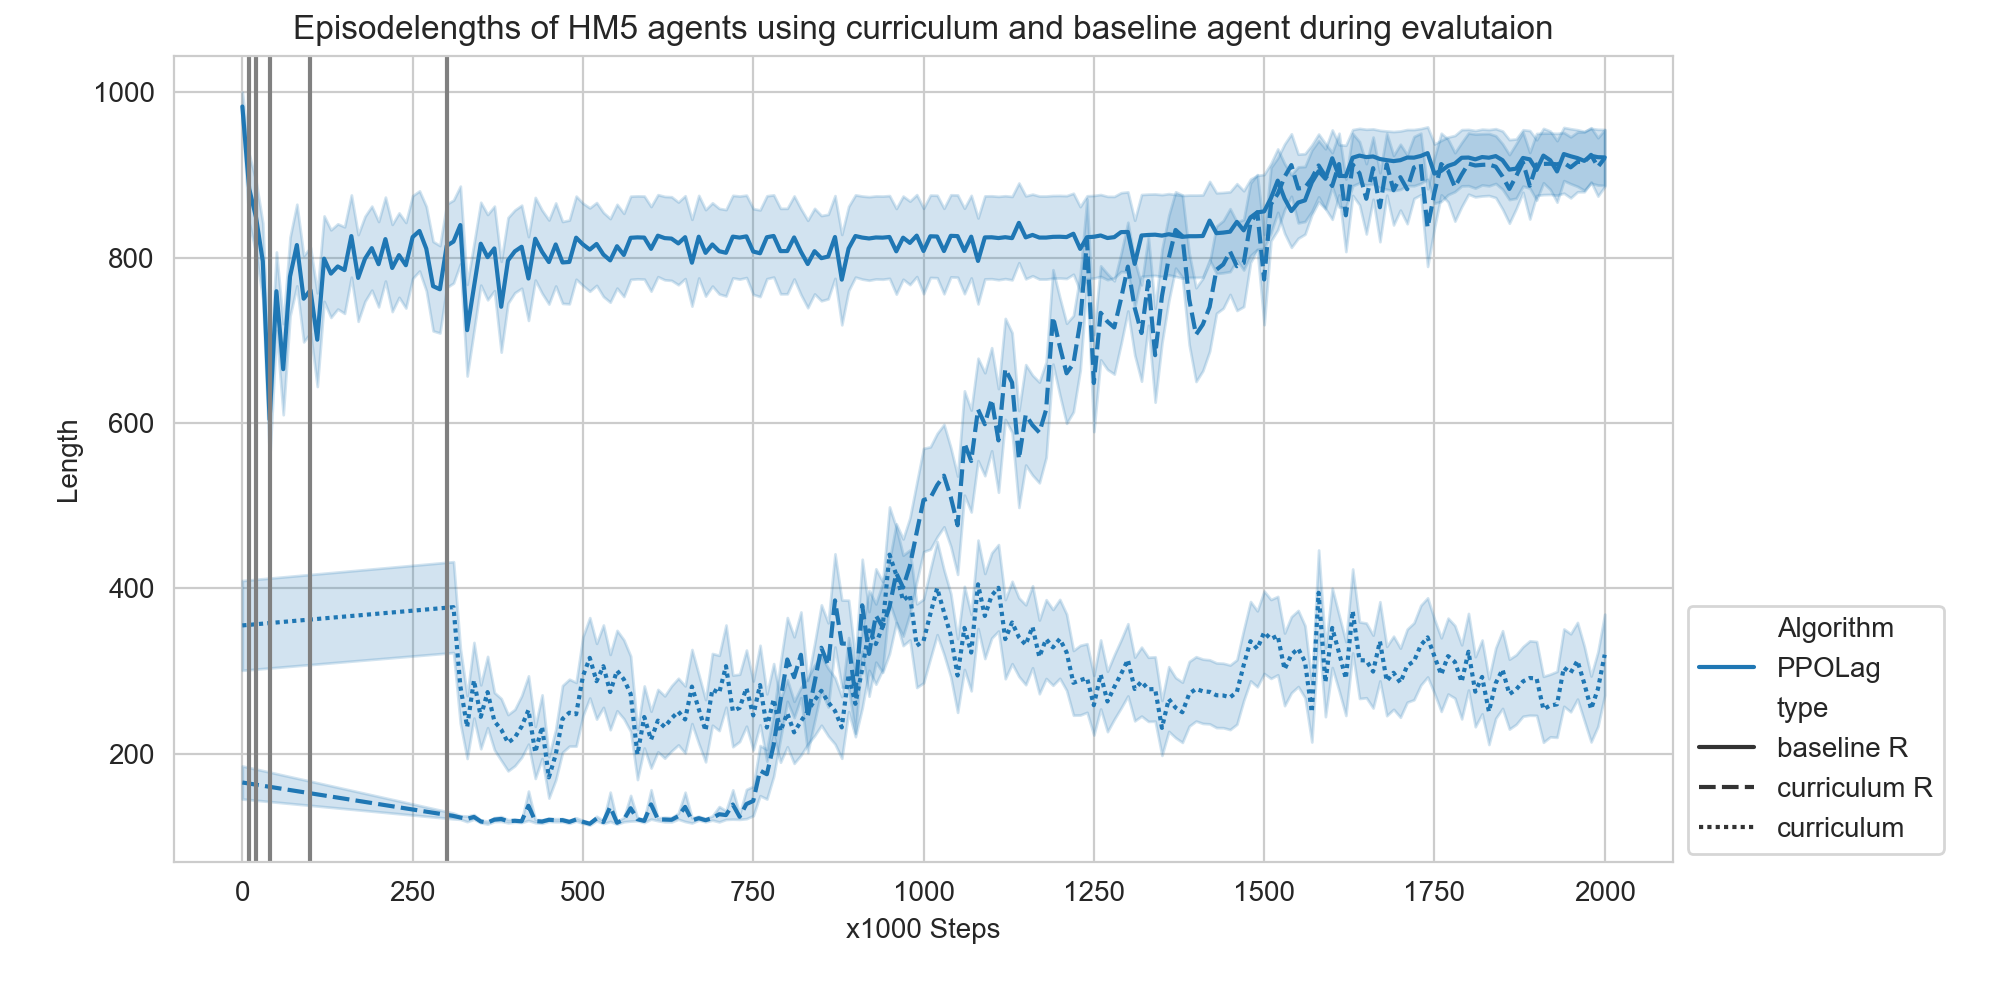 Episodelengths of HM5 agents using curriculum and baseline agent during evalutaion
1000
800
600
400
200
Length
0 250 500 750 1000 1250 1500 1750 2000
x1000 Steps
Algorithm
PPOLag
type
baseline R
curriculum R
curriculum